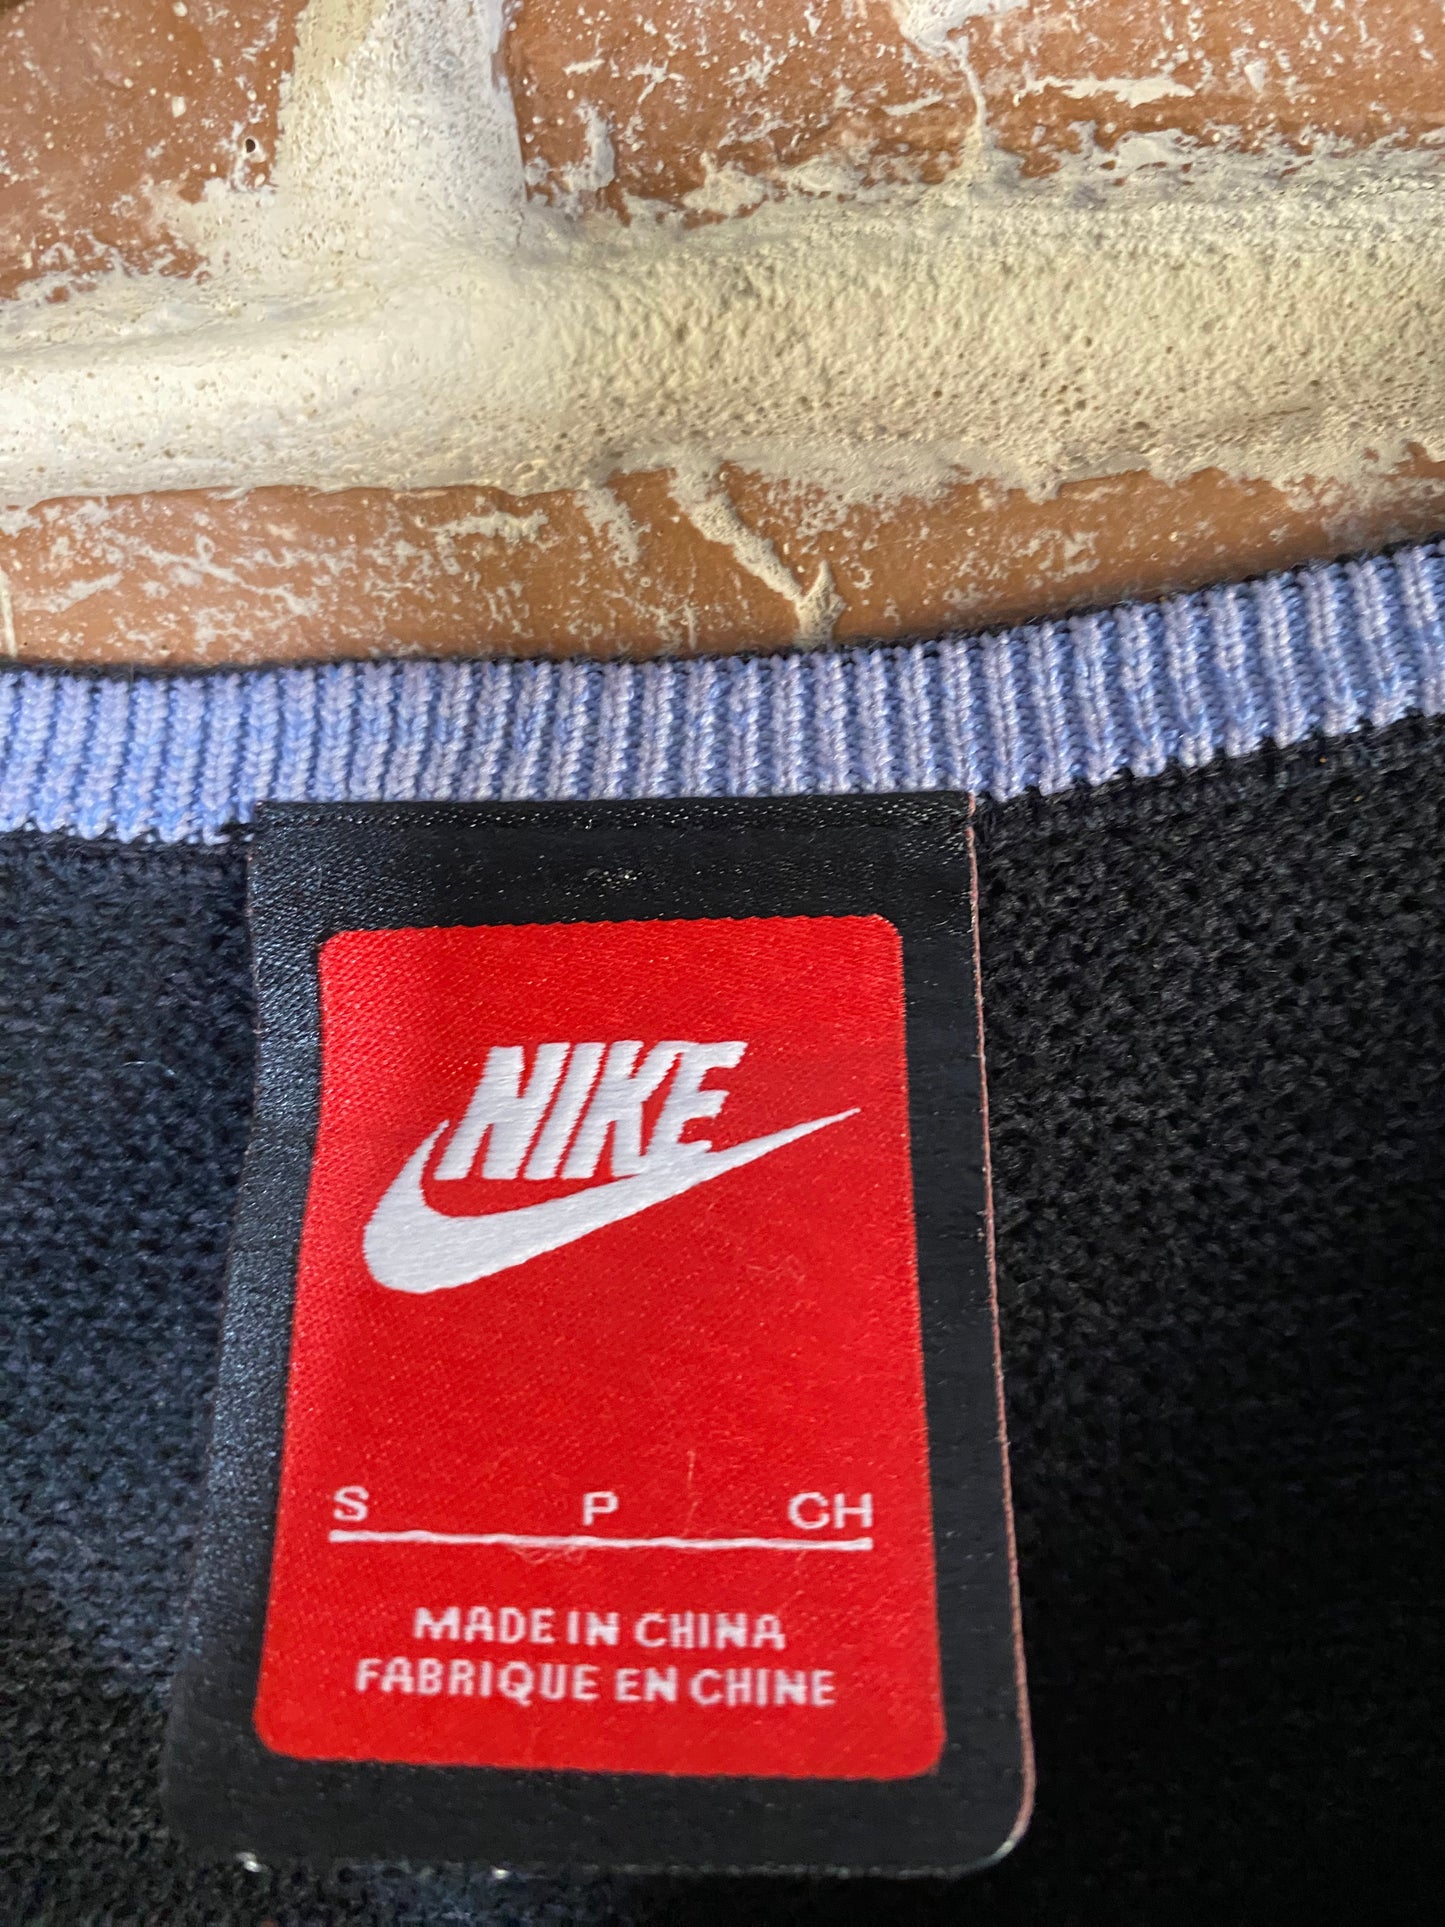 NIKE
S P CH
MADE IN CHINA
FABRIQUE EN CHINE